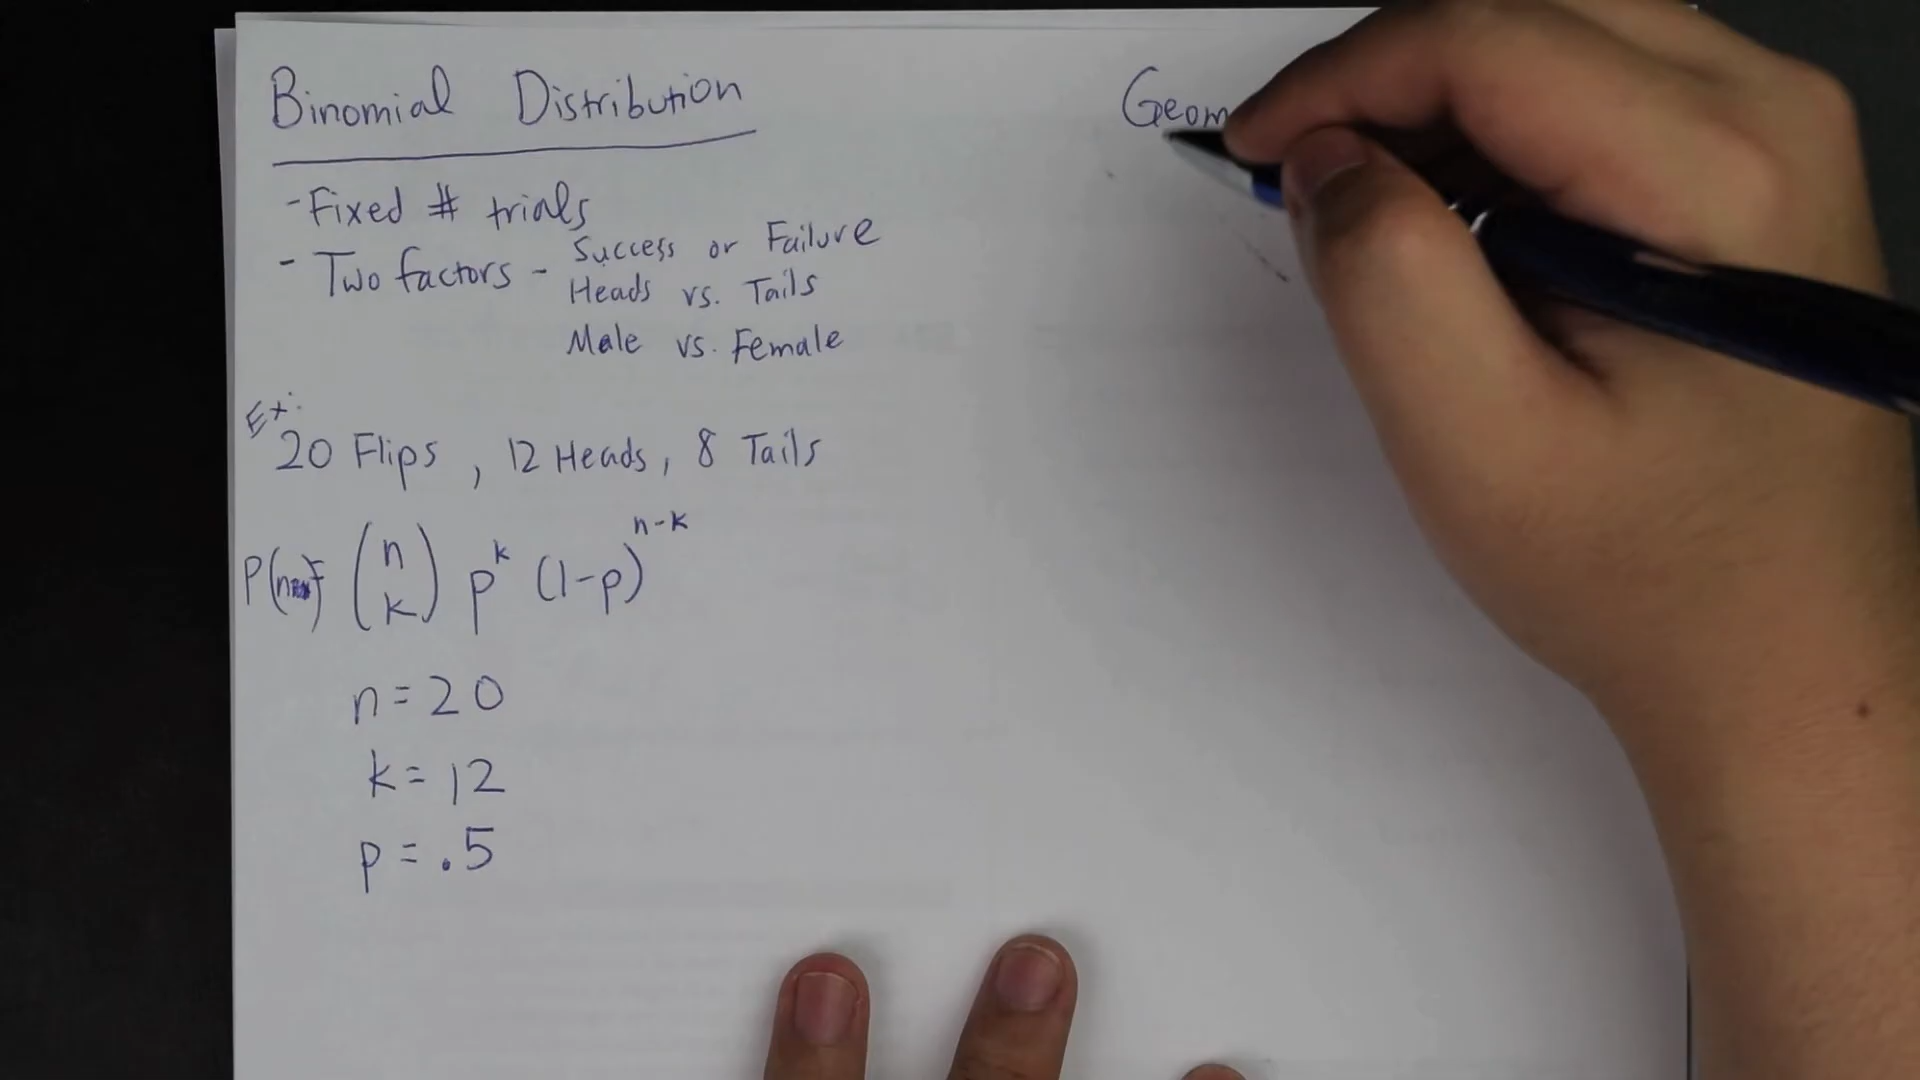 Binomial Distribution
- Fixed # trials
- Two factors - Success or Failure
Heads vs. Tails
Male vs. Female
Ex:
20 Flips, 12 Heads, 8 Tails
(n k) p^k (1-p)^n-k
n = 20
k = 12
p = .5
Geom